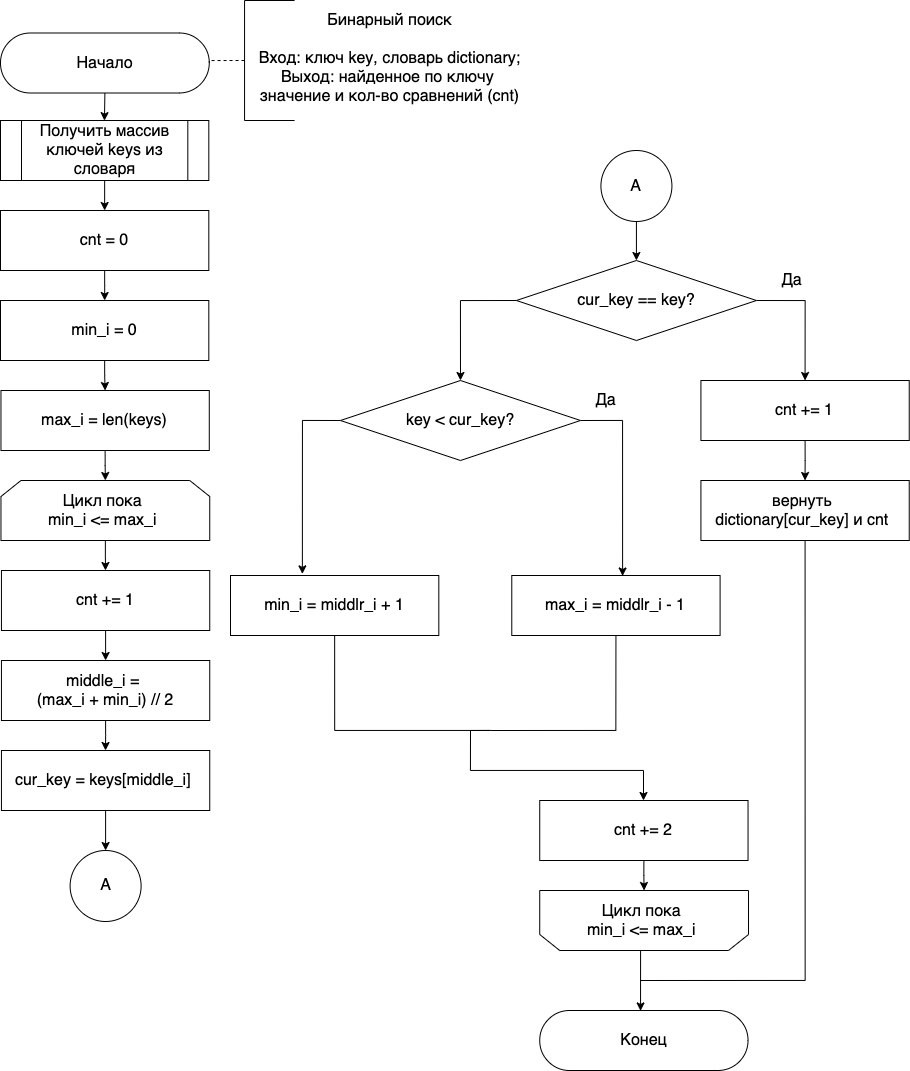 Бинарный поиск
Вход: ключ key, словарь dictionary;
Выход: найденное по ключу
значение и кол-во сравнений (cnt)
Начало
Получить массив
ключей keys из
словаря
cnt = 0
min_i = 0
max_i = len(keys)
Цикл пока
min_i <= max_i
cnt += 1
middle_i =
(max_i + min_i) // 2
cur_key = keys[middle_i]
A
A
cur_key == key?
Да
key < cur_key?
Да
cnt += 1
вернуть
dictionary[cur_key] и cnt
min_i = middlr_i + 1
max_i = middlr_i - 1
cnt += 2
Цикл пока
min_i <= max_i
Конец